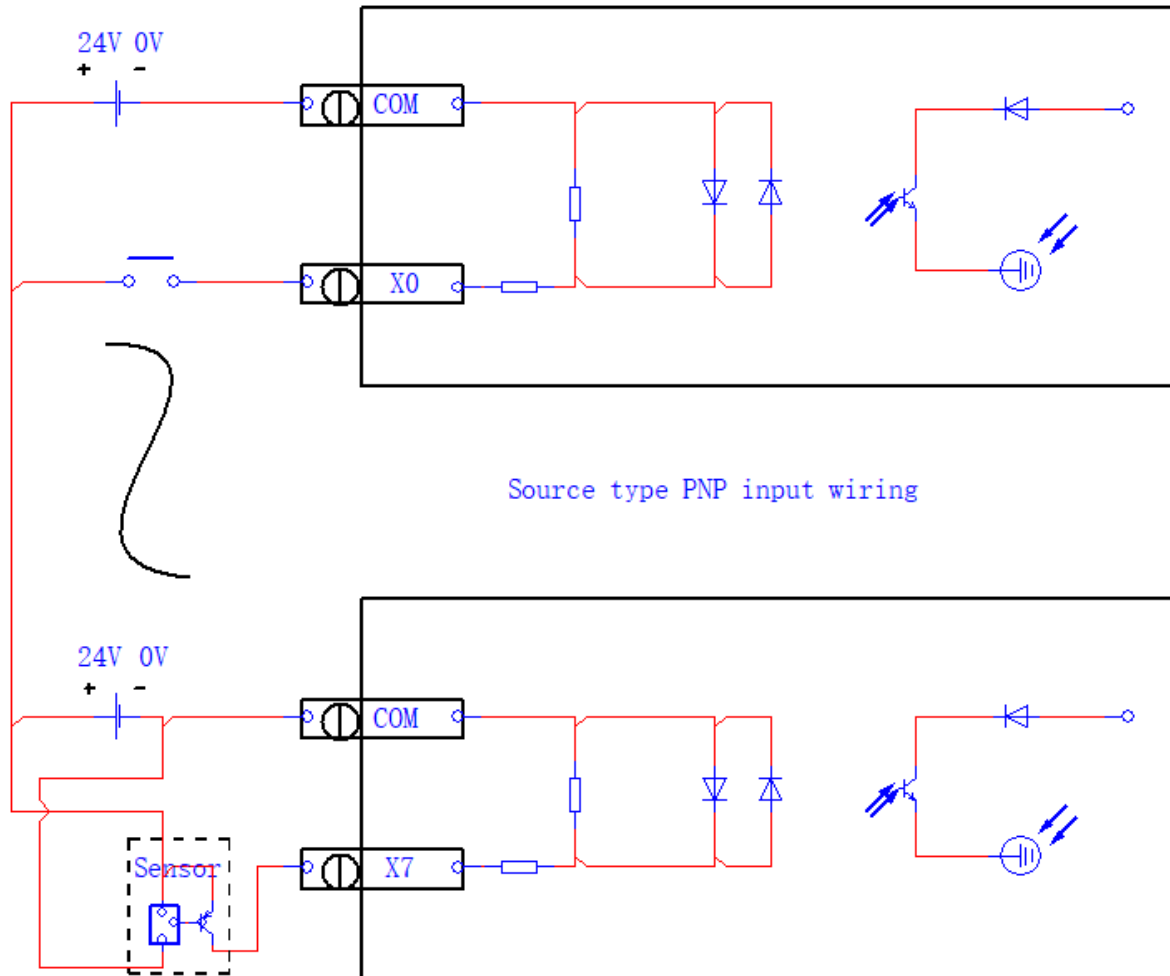 24V 0V
+ -
COM
X0
Source type PNP input wiring
24V 0V
+ -
COM
X7
Sensor